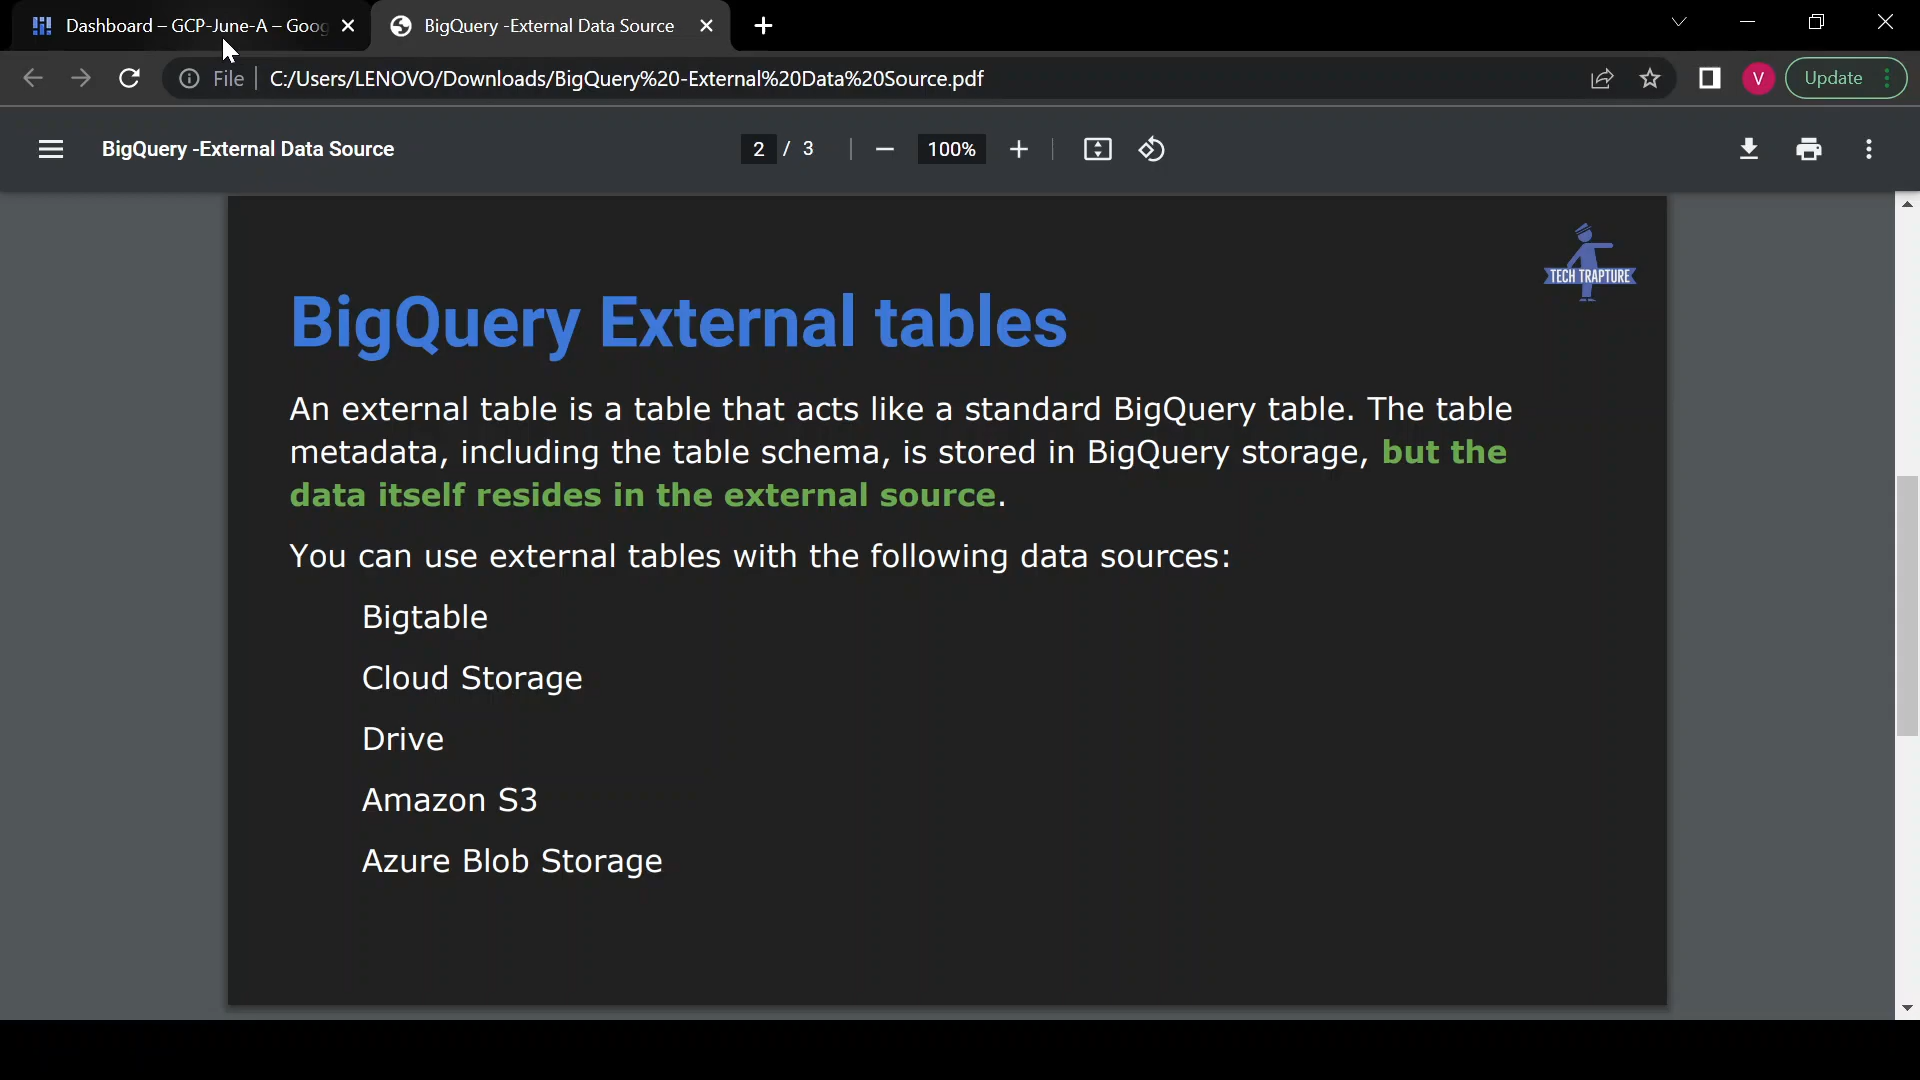 Dashboard – GCP-June-A – Goog
BigQuery -External Data Source
File
C:/Users/LENOVO/Downloads/BigQuery%20-External%20Data%20Source.pdf
V
Update
BigQuery -External Data Source
2 / 3
100%
TECH TRAPTURE
BigQuery External tables
An external table is a table that acts like a standard BigQuery table. The table
metadata, including the table schema, is stored in BigQuery storage, but the
data itself resides in the external source.
You can use external tables with the following data sources:
Bigtable
Cloud Storage
Drive
Amazon S3
Azure Blob Storage